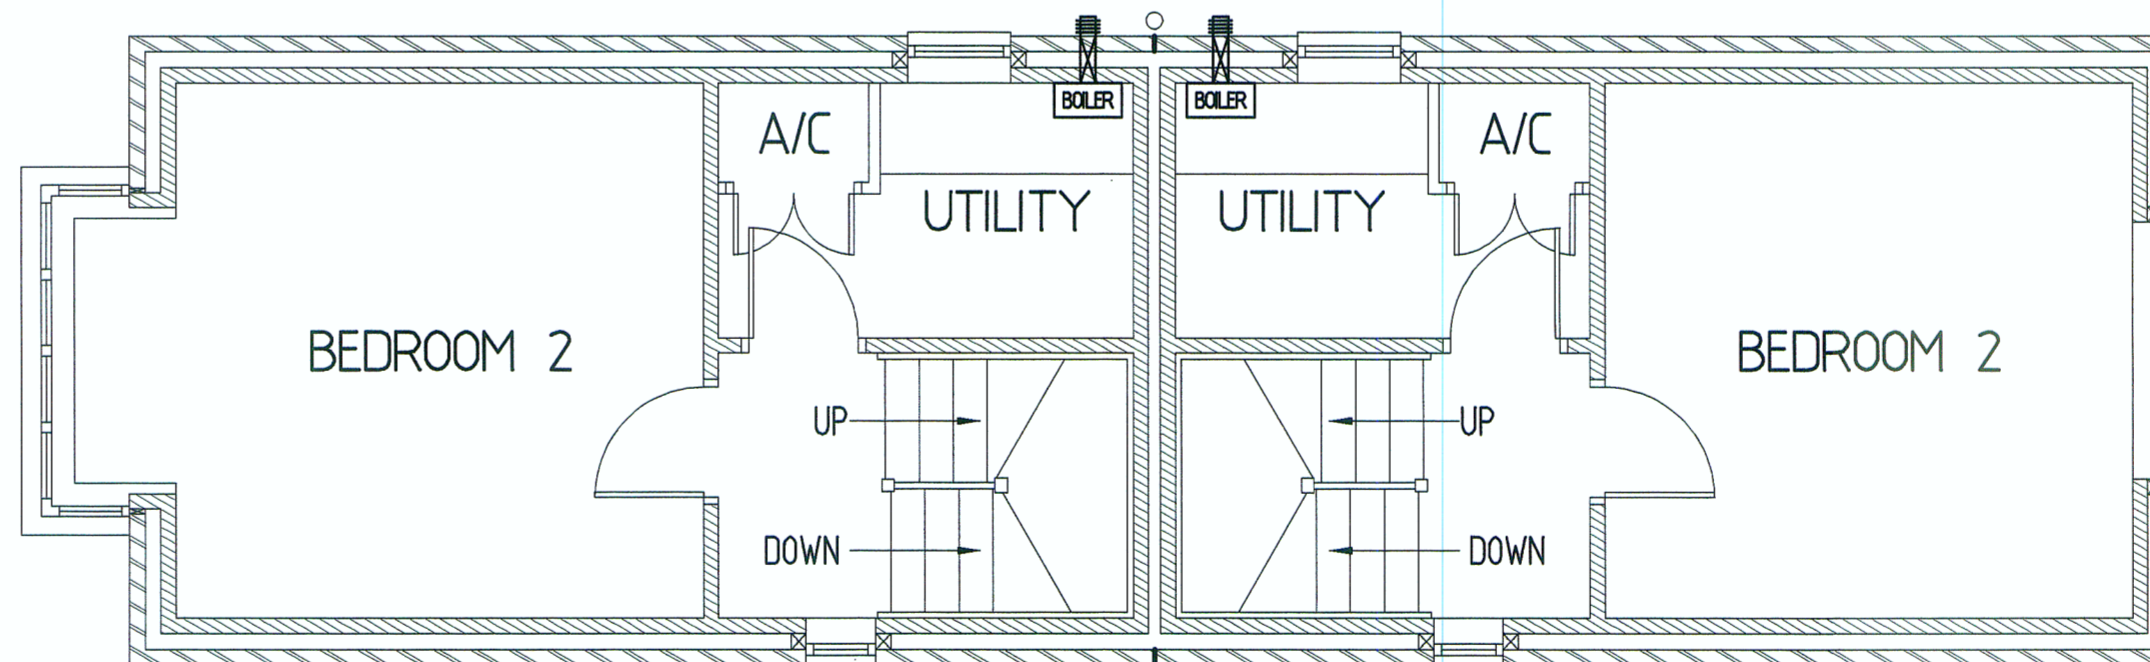 BOILER BOILER
A/C A/C
UTILITY UTILITY
BEDROOM 2 BEDROOM 2
UP UP
DOWN DOWN